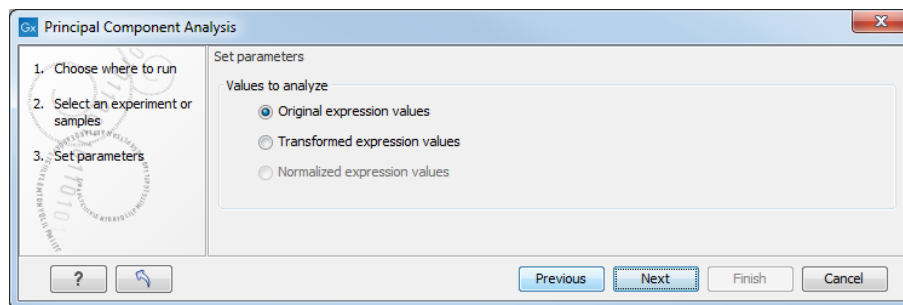 Gx Principal Component Analysis
1. Choose where to run
2. Select an experiment or
samples
3. Set parameters
Set parameters
Values to analyze
Original expression values
Transformed expression values
Normalized expression values
?
Previous
Next
Finish
Cancel